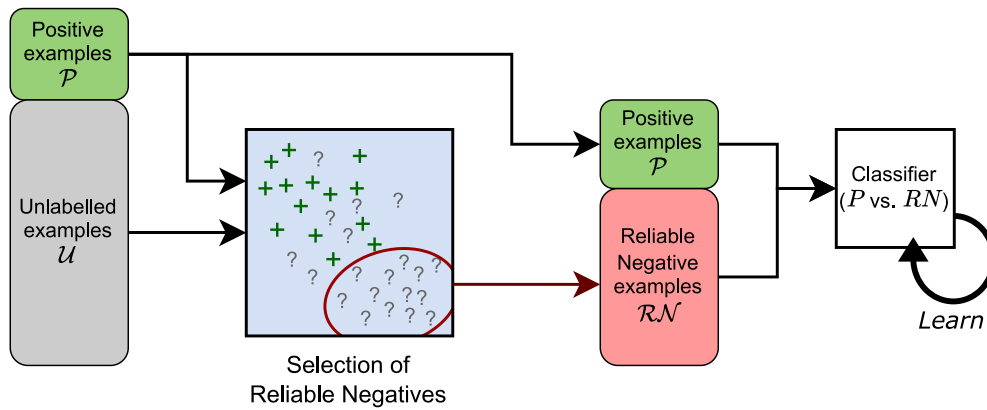 Positive
examples
𝒫
Unlabelled
examples
𝒰
+ + + + + + + + + + + + + + +
? ? ? ? ? ? ? ? ? ? ? ? ? ? ? ? ? ? ? ?
Selection of
Reliable Negatives
Positive
examples
𝒫
Reliable
Negative
examples
ℛ𝒩
Classifier
(P vs. RN)
Learn